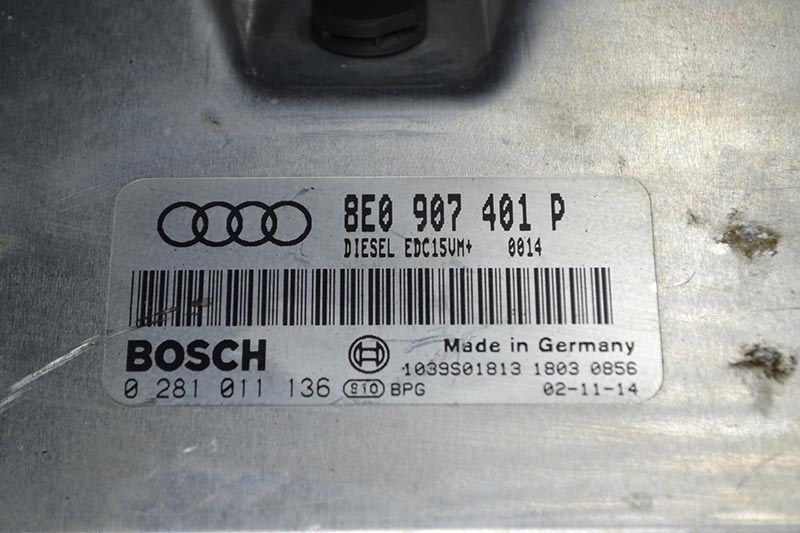 8E0 907 401 P
DIESEL EDC15VM+ 0014
BOSCH
Made in Germany
1039S01813 1803 0856
0 281 011 136 S10 BPG 02-11-14